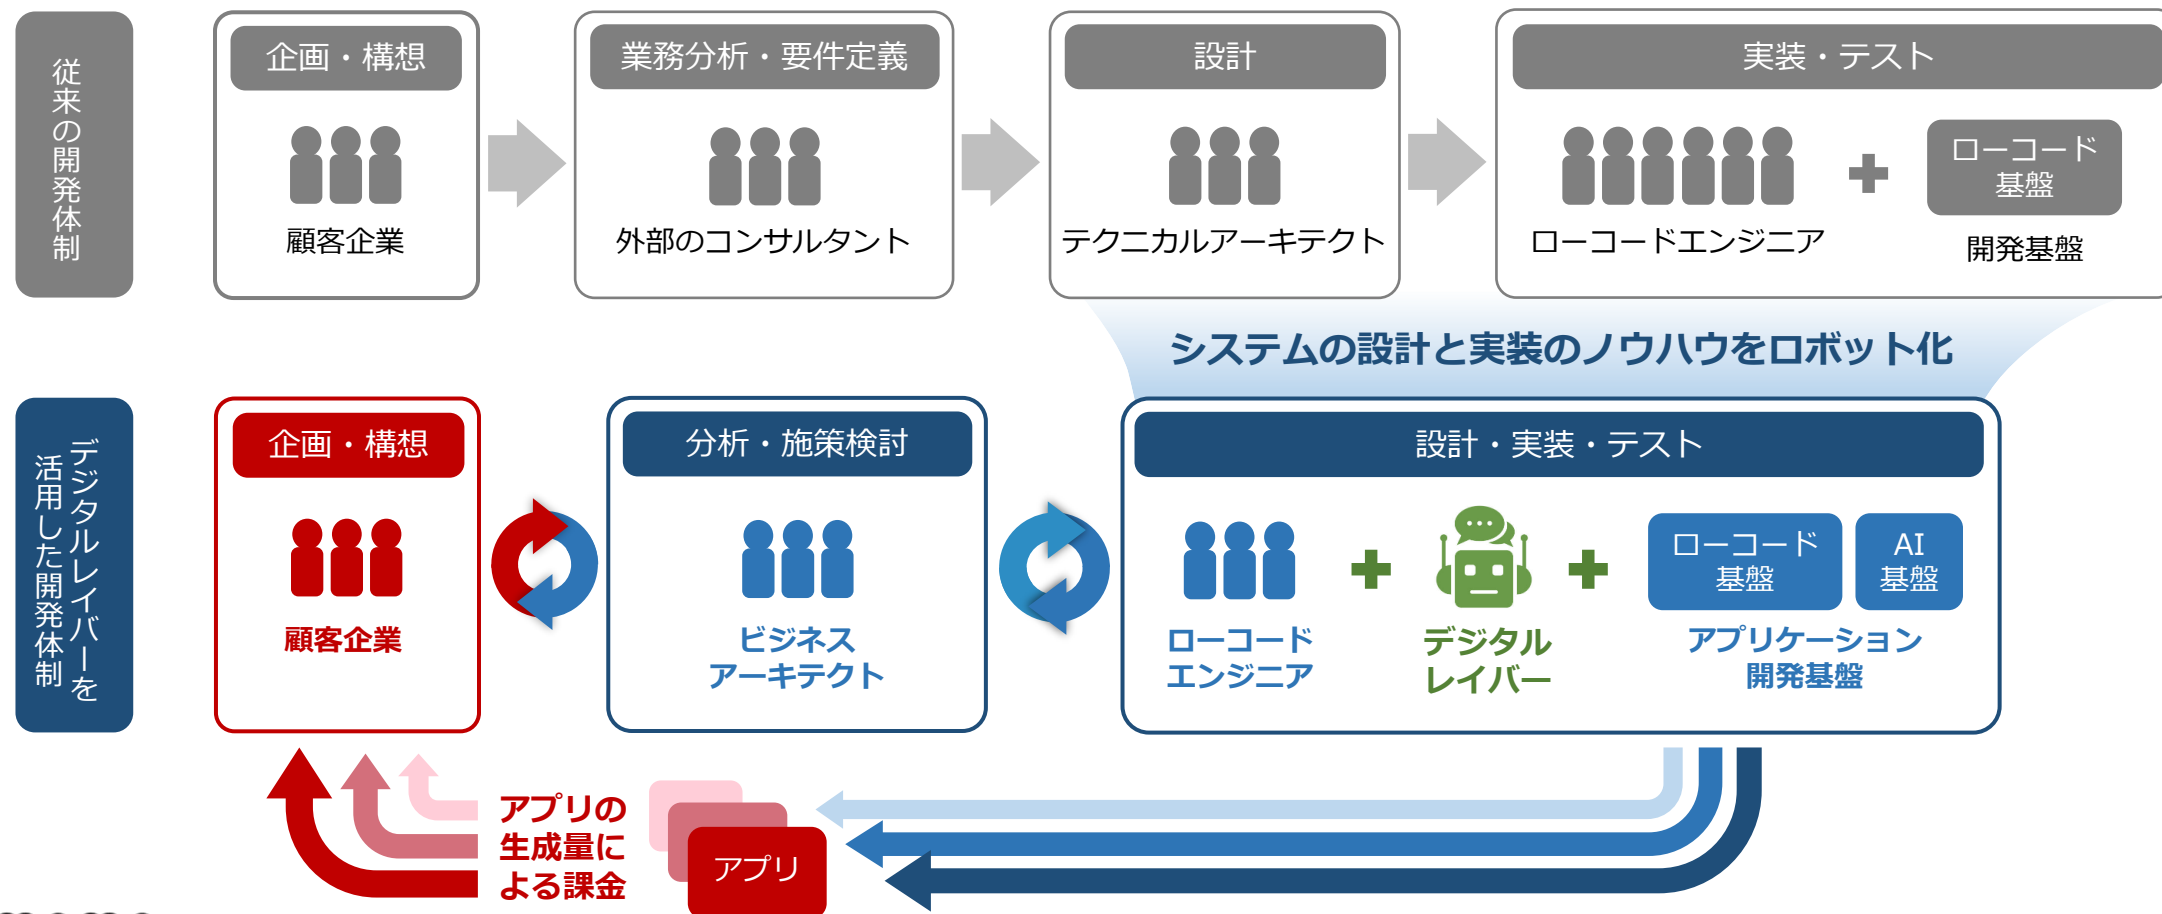 従来の開発体制
企画・構想
業務分析・要件定義
設計
実装・テスト
ローコード
基盤
顧客企業
外部のコンサルタント
テクニカルアーキテクト
ローコードエンジニア
開発基盤
システムの設計と実装のノウハウをロボット化
デジタルレイバーを
活用した開発体制
企画・構想
分析・施策検討
設計・実装・テスト
ローコード
基盤
AI
基盤
顧客企業
ビジネス
アーキテクト
ローコード
エンジニア
デジタル
レイバー
アプリケーション
開発基盤
アプリの
生成量に
よる課金
アプリ